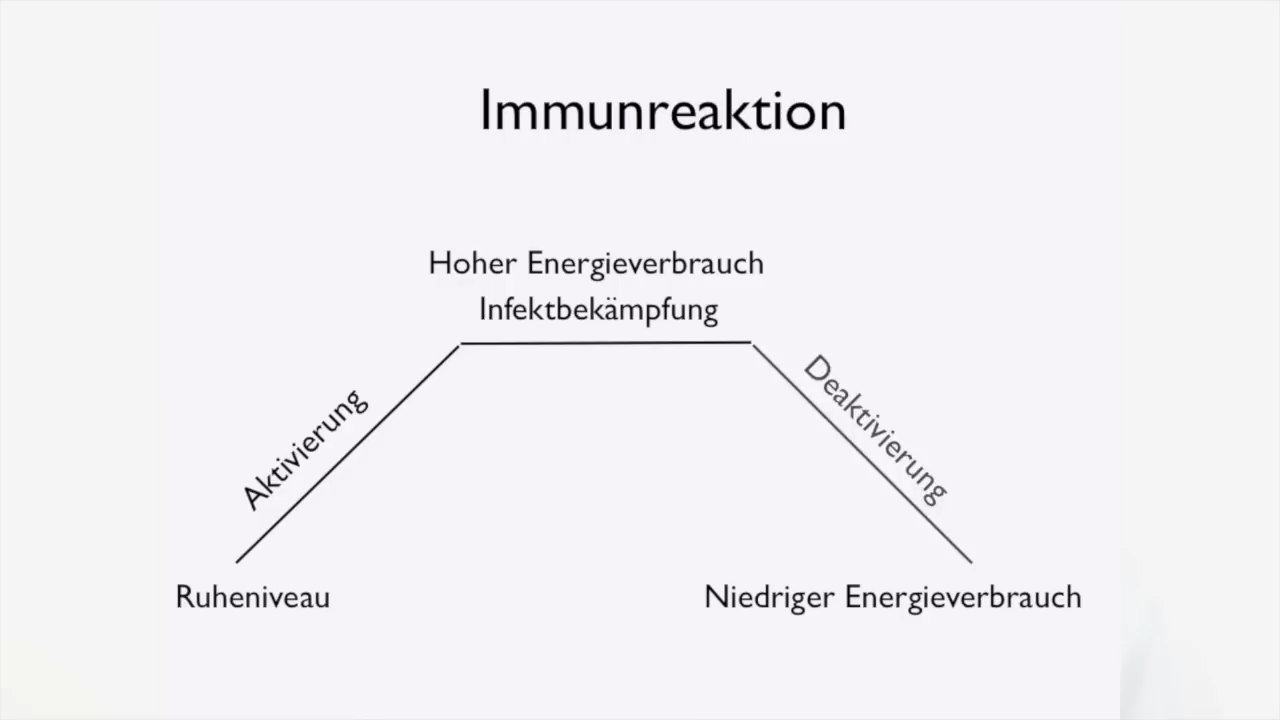 Immunreaktion
Hoher Energieverbrauch
Infektbekämpfung
Aktivierung
Deaktivierung
Ruheniveau
Niedriger Energieverbrauch